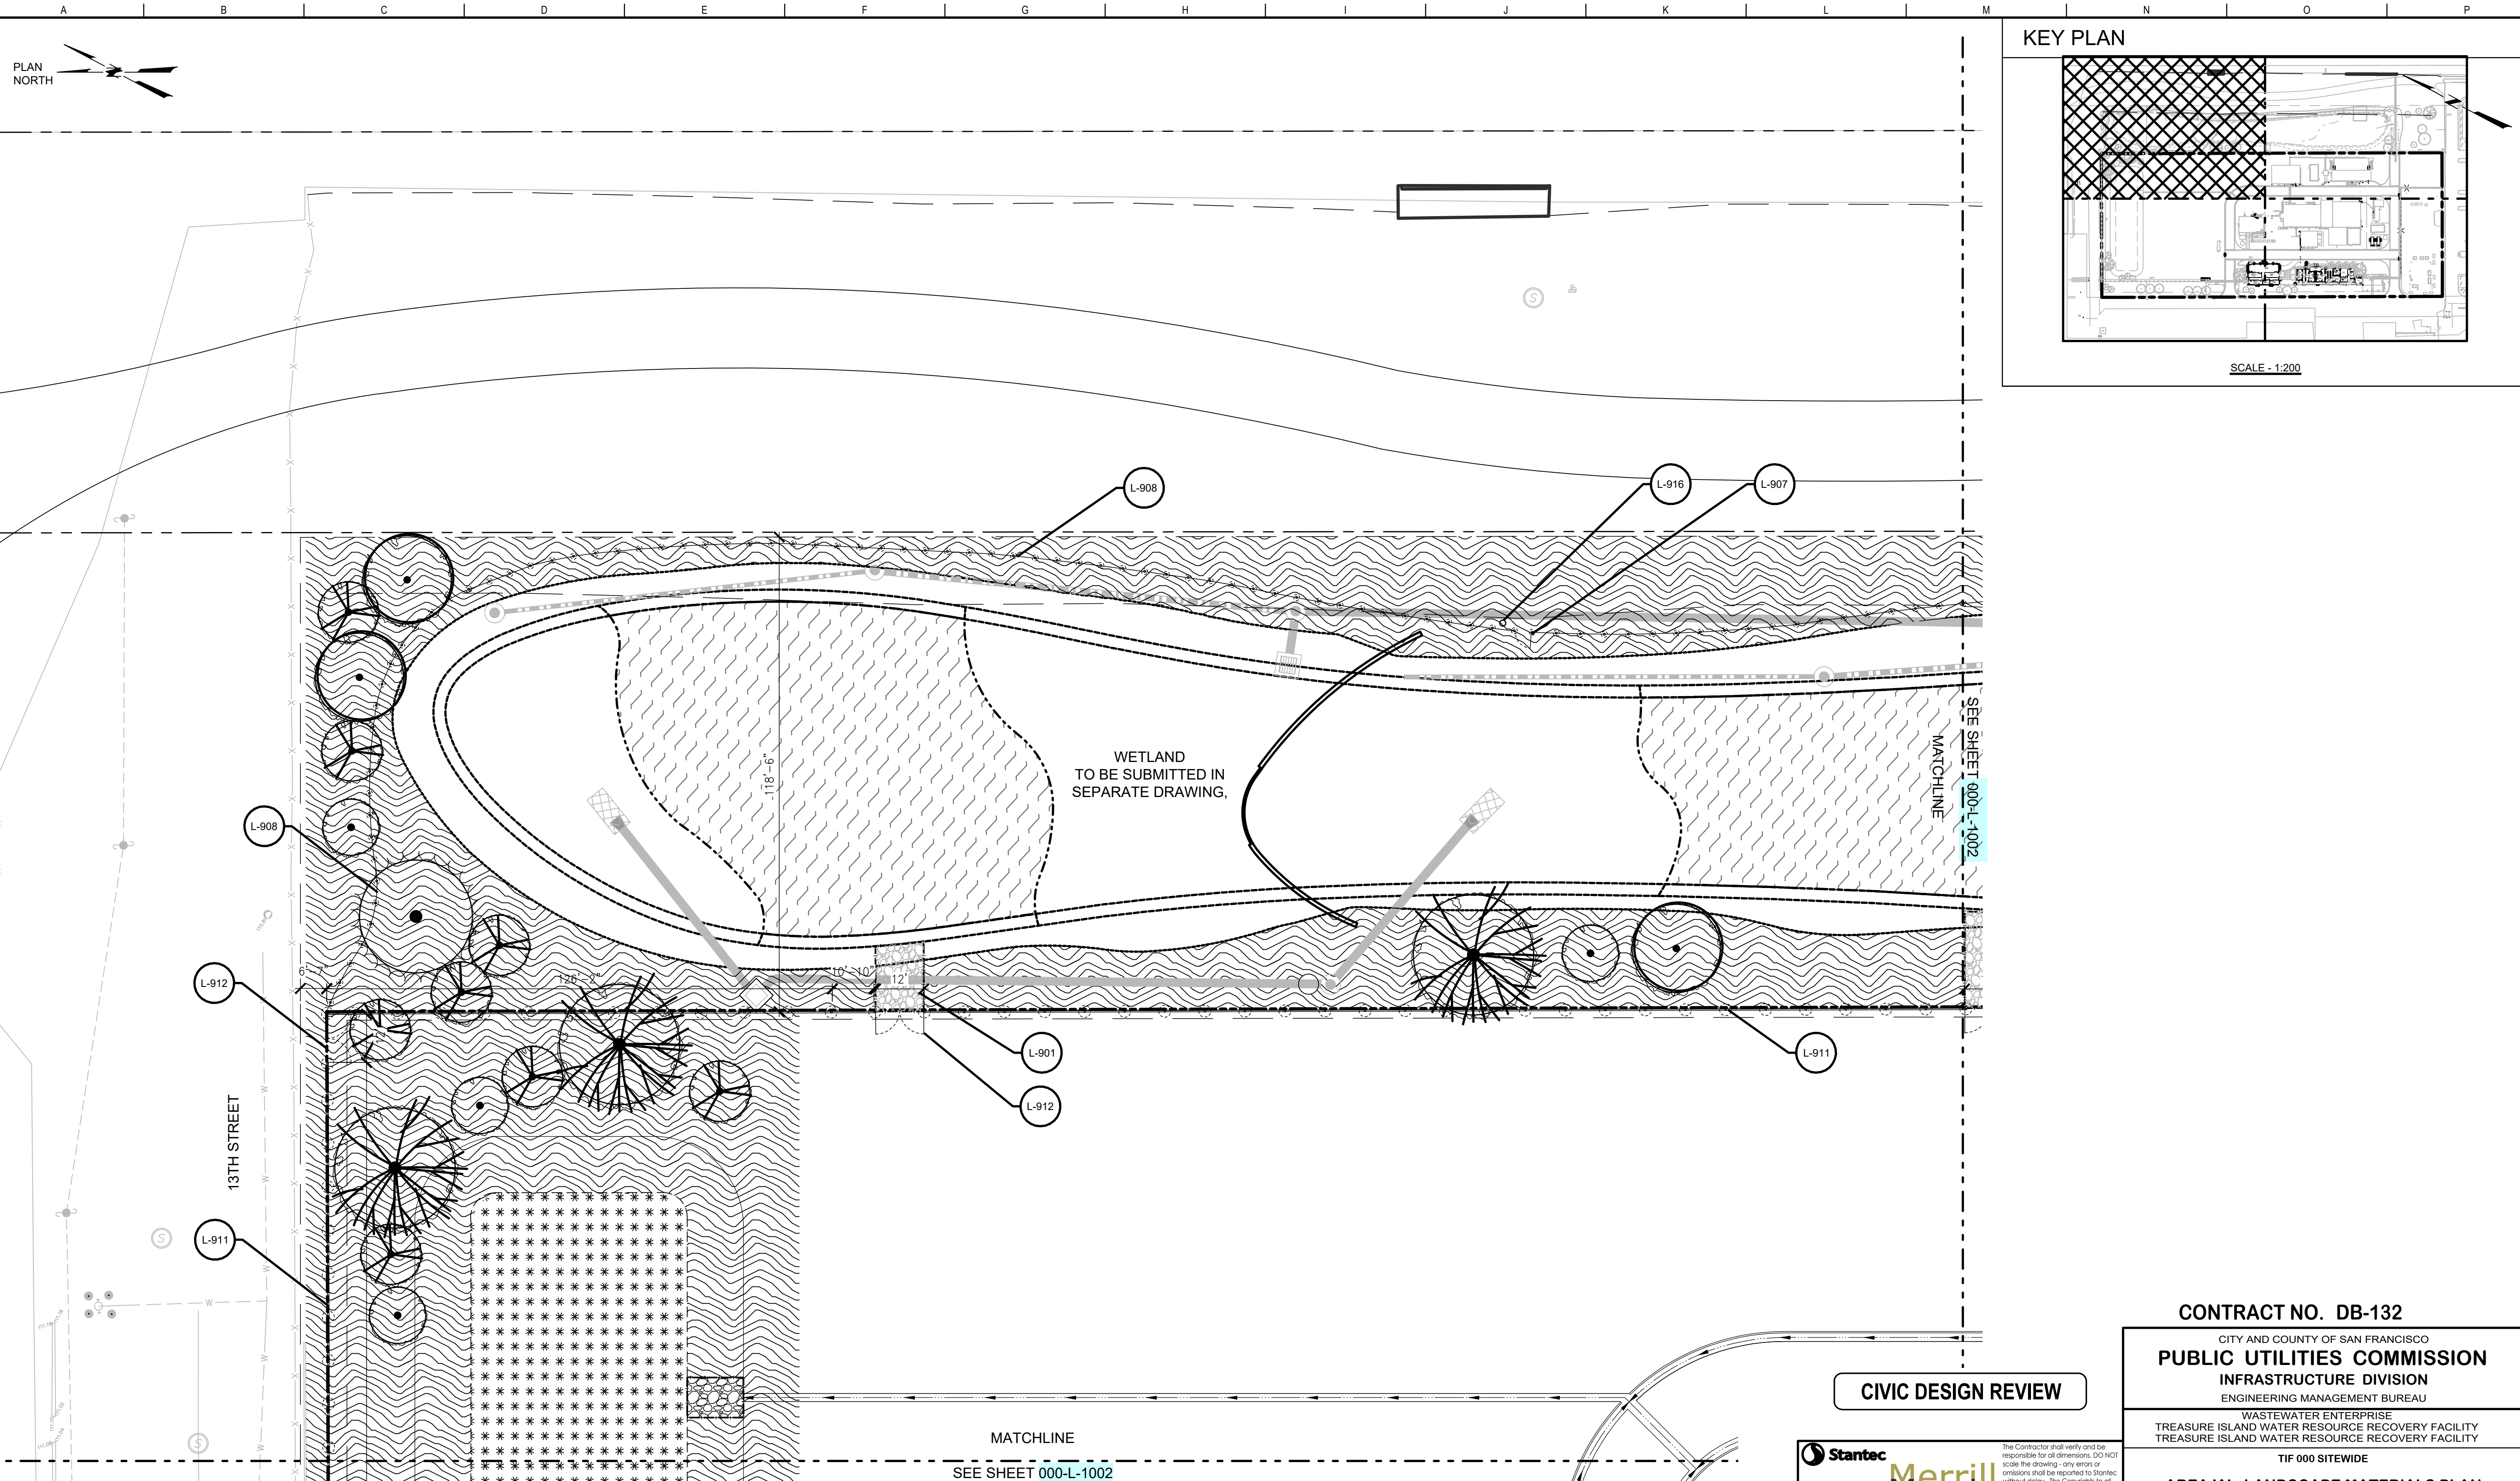 A B C D E F G H I J K L M N O P
PLAN
NORTH
KEY PLAN
SCALE - 1:200
L-908
L-916
L-907
118'-6"
WETLAND
TO BE SUBMITTED IN
SEPARATE DRAWING,
MATCHLINE
SEE SHEET 000-L-1002
L-908
L-912
6'-7"
126'-2"
10'-10"
12'
L-901
L-911
L-912
13TH STREET
L-911
MATCHLINE
SEE SHEET 000-L-1002
CIVIC DESIGN REVIEW
CONTRACT NO. DB-132
CITY AND COUNTY OF SAN FRANCISCO
PUBLIC UTILITIES COMMISSION
INFRASTRUCTURE DIVISION
ENGINEERING MANAGEMENT BUREAU
WASTEWATER ENTERPRISE
TREASURE ISLAND WATER RESOURCE RECOVERY FACILITY
TREASURE ISLAND WATER RESOURCE RECOVERY FACILITY
TIF 000 SITEWIDE
Stantec
Merrill
The Contractor shall verify and be
responsible for all dimensions. DO NOT
scale the drawing - any errors or
omissions shall be reported to Stantec